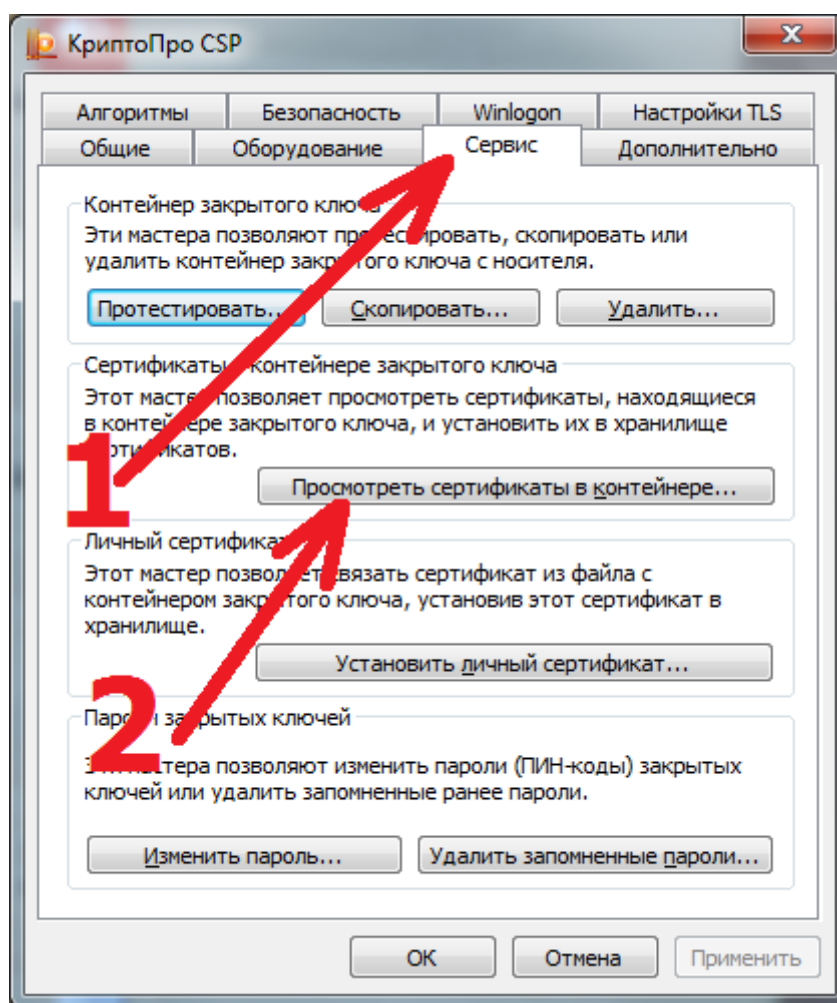 КриптоПро CSP
Алгоритмы Безопасность Winlogon Настройки TLS
Общие Оборудование Сервис Дополнительно
Контейнер закрытого ключа
Эти мастера позволяют протестировать, скопировать или
удалить контейнер закрытого ключа с носителя.
Протестировать... Скопировать... Удалить...
Сертификаты в контейнере закрытого ключа
Этот мастер позволяет просмотреть сертификаты, находящиеся
в контейнере закрытого ключа, и установить их в хранилище
сертификатов.
1
Просмотреть сертификаты в контейнере...
Личный сертификат
Этот мастер позволяет связать сертификат из файла с
контейнером закрытого ключа, установив этот сертификат в
хранилище.
Установить личный сертификат...
2
Пароли закрытых ключей
Эти мастера позволяют изменить пароли (ПИН-коды) закрытых
ключей или удалить запомненные ранее пароли.
Изменить пароль... Удалить запомненные пароли...
ОК Отмена Применить